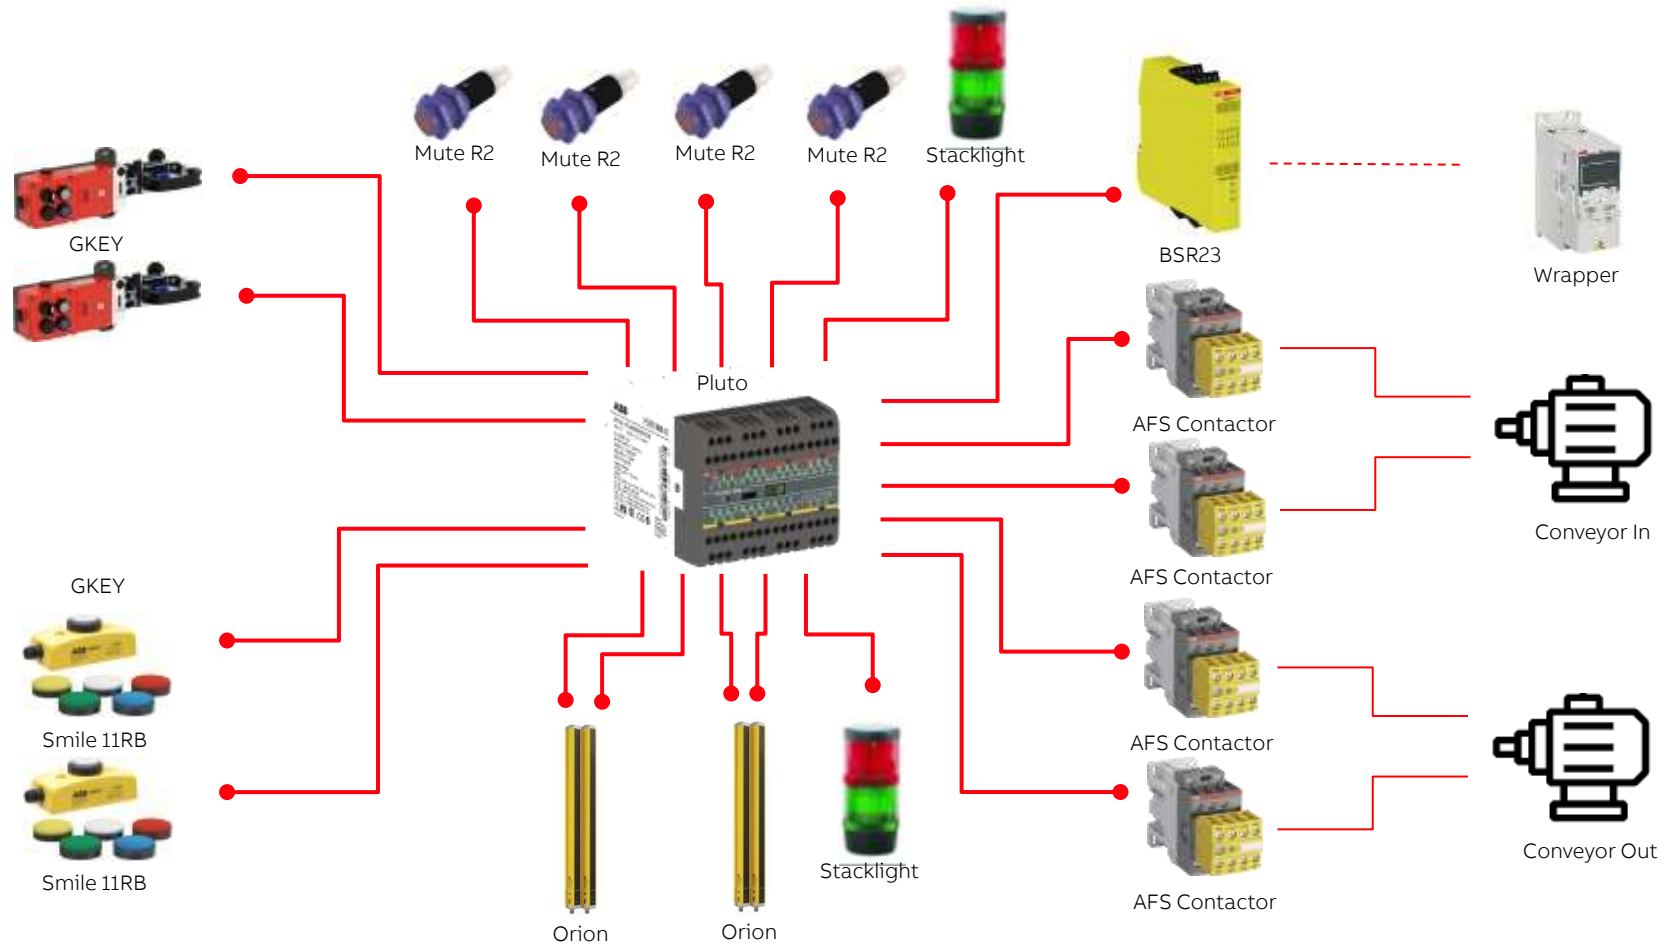 Mute R2
Mute R2
Mute R2
Mute R2
Stacklight
GKEY
BSR23
Wrapper
Pluto
ABB
AFS Contactor
Conveyor In
AFS Contactor
GKEY
Smile 11RB
AFS Contactor
Conveyor Out
Stacklight
Smile 11RB
AFS Contactor
Orion
Orion